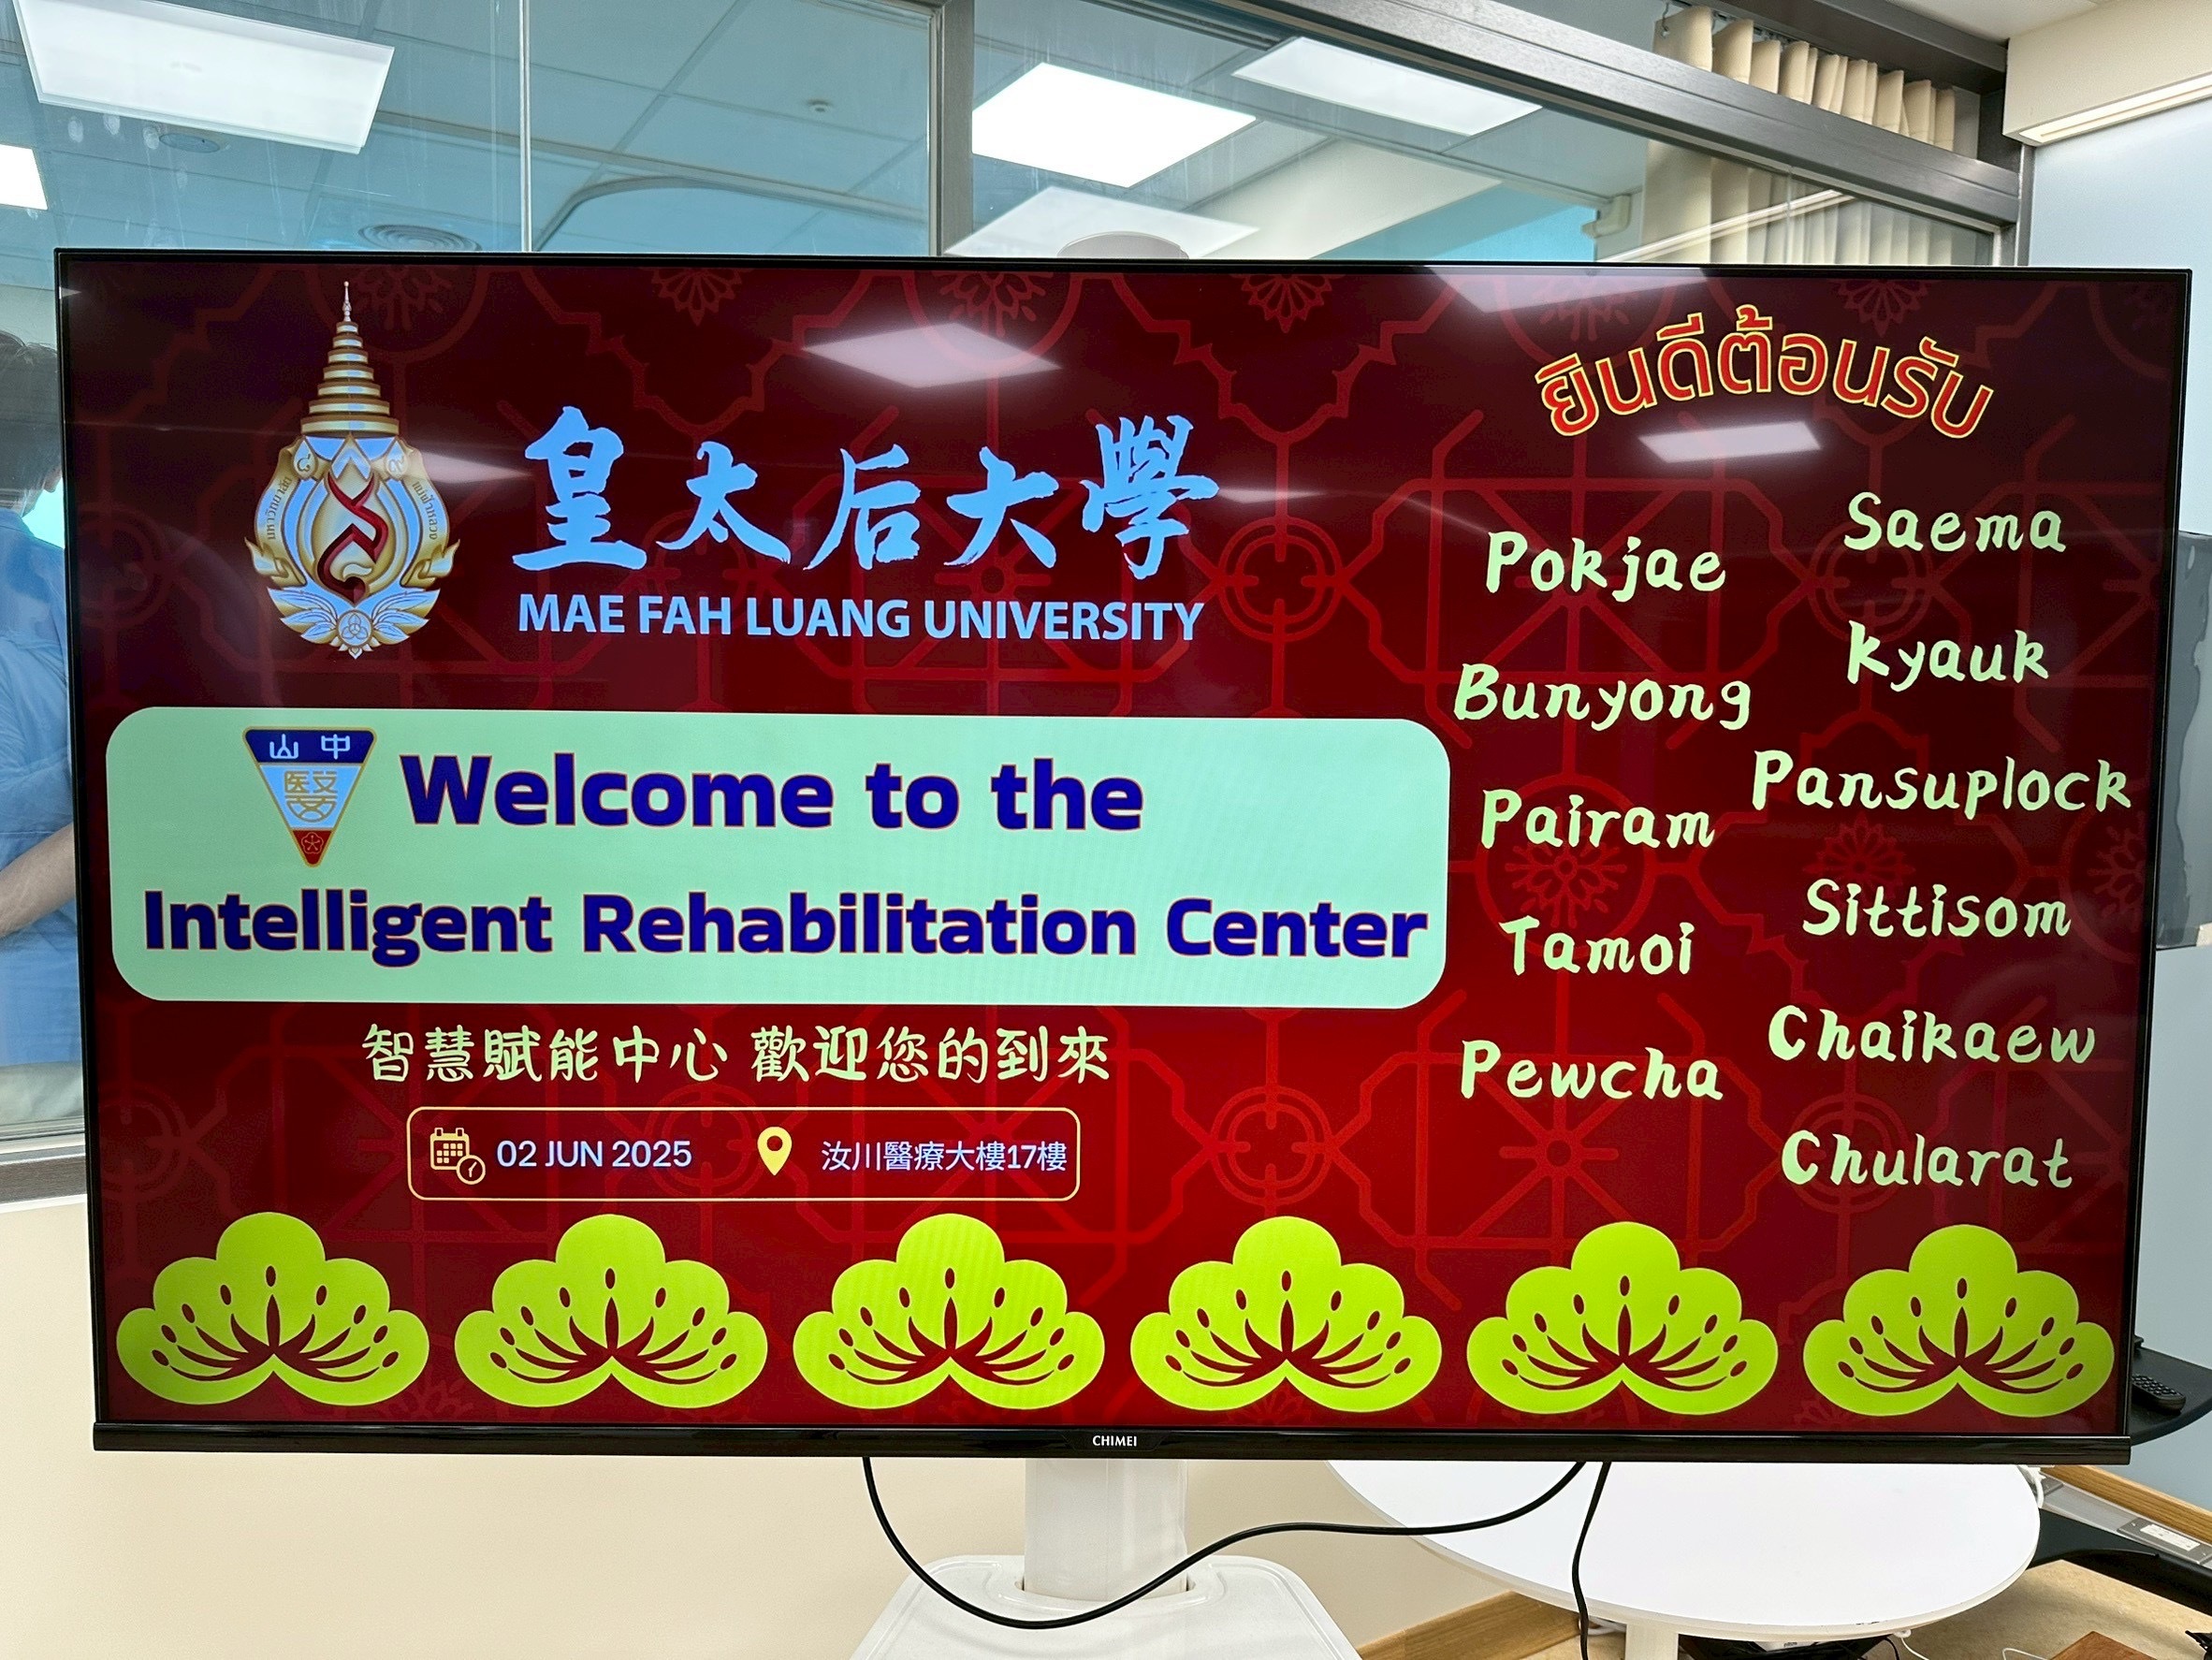 皇太后大學
MAE FAH LUANG UNIVERSITY
山中
Welcome to the
Intelligent Rehabilitation Center
智慧賦能中心 歡迎您的到來
02 JUN 2025
汝川醫療大樓17樓
ยินดีต้อนรับ
Pokjae
Bunyong
Pairam
Tamoi
Pewcha
Saema
Kyauk
Pansuplock
Sittisom
Chaikaew
Chularat
CHIMEI